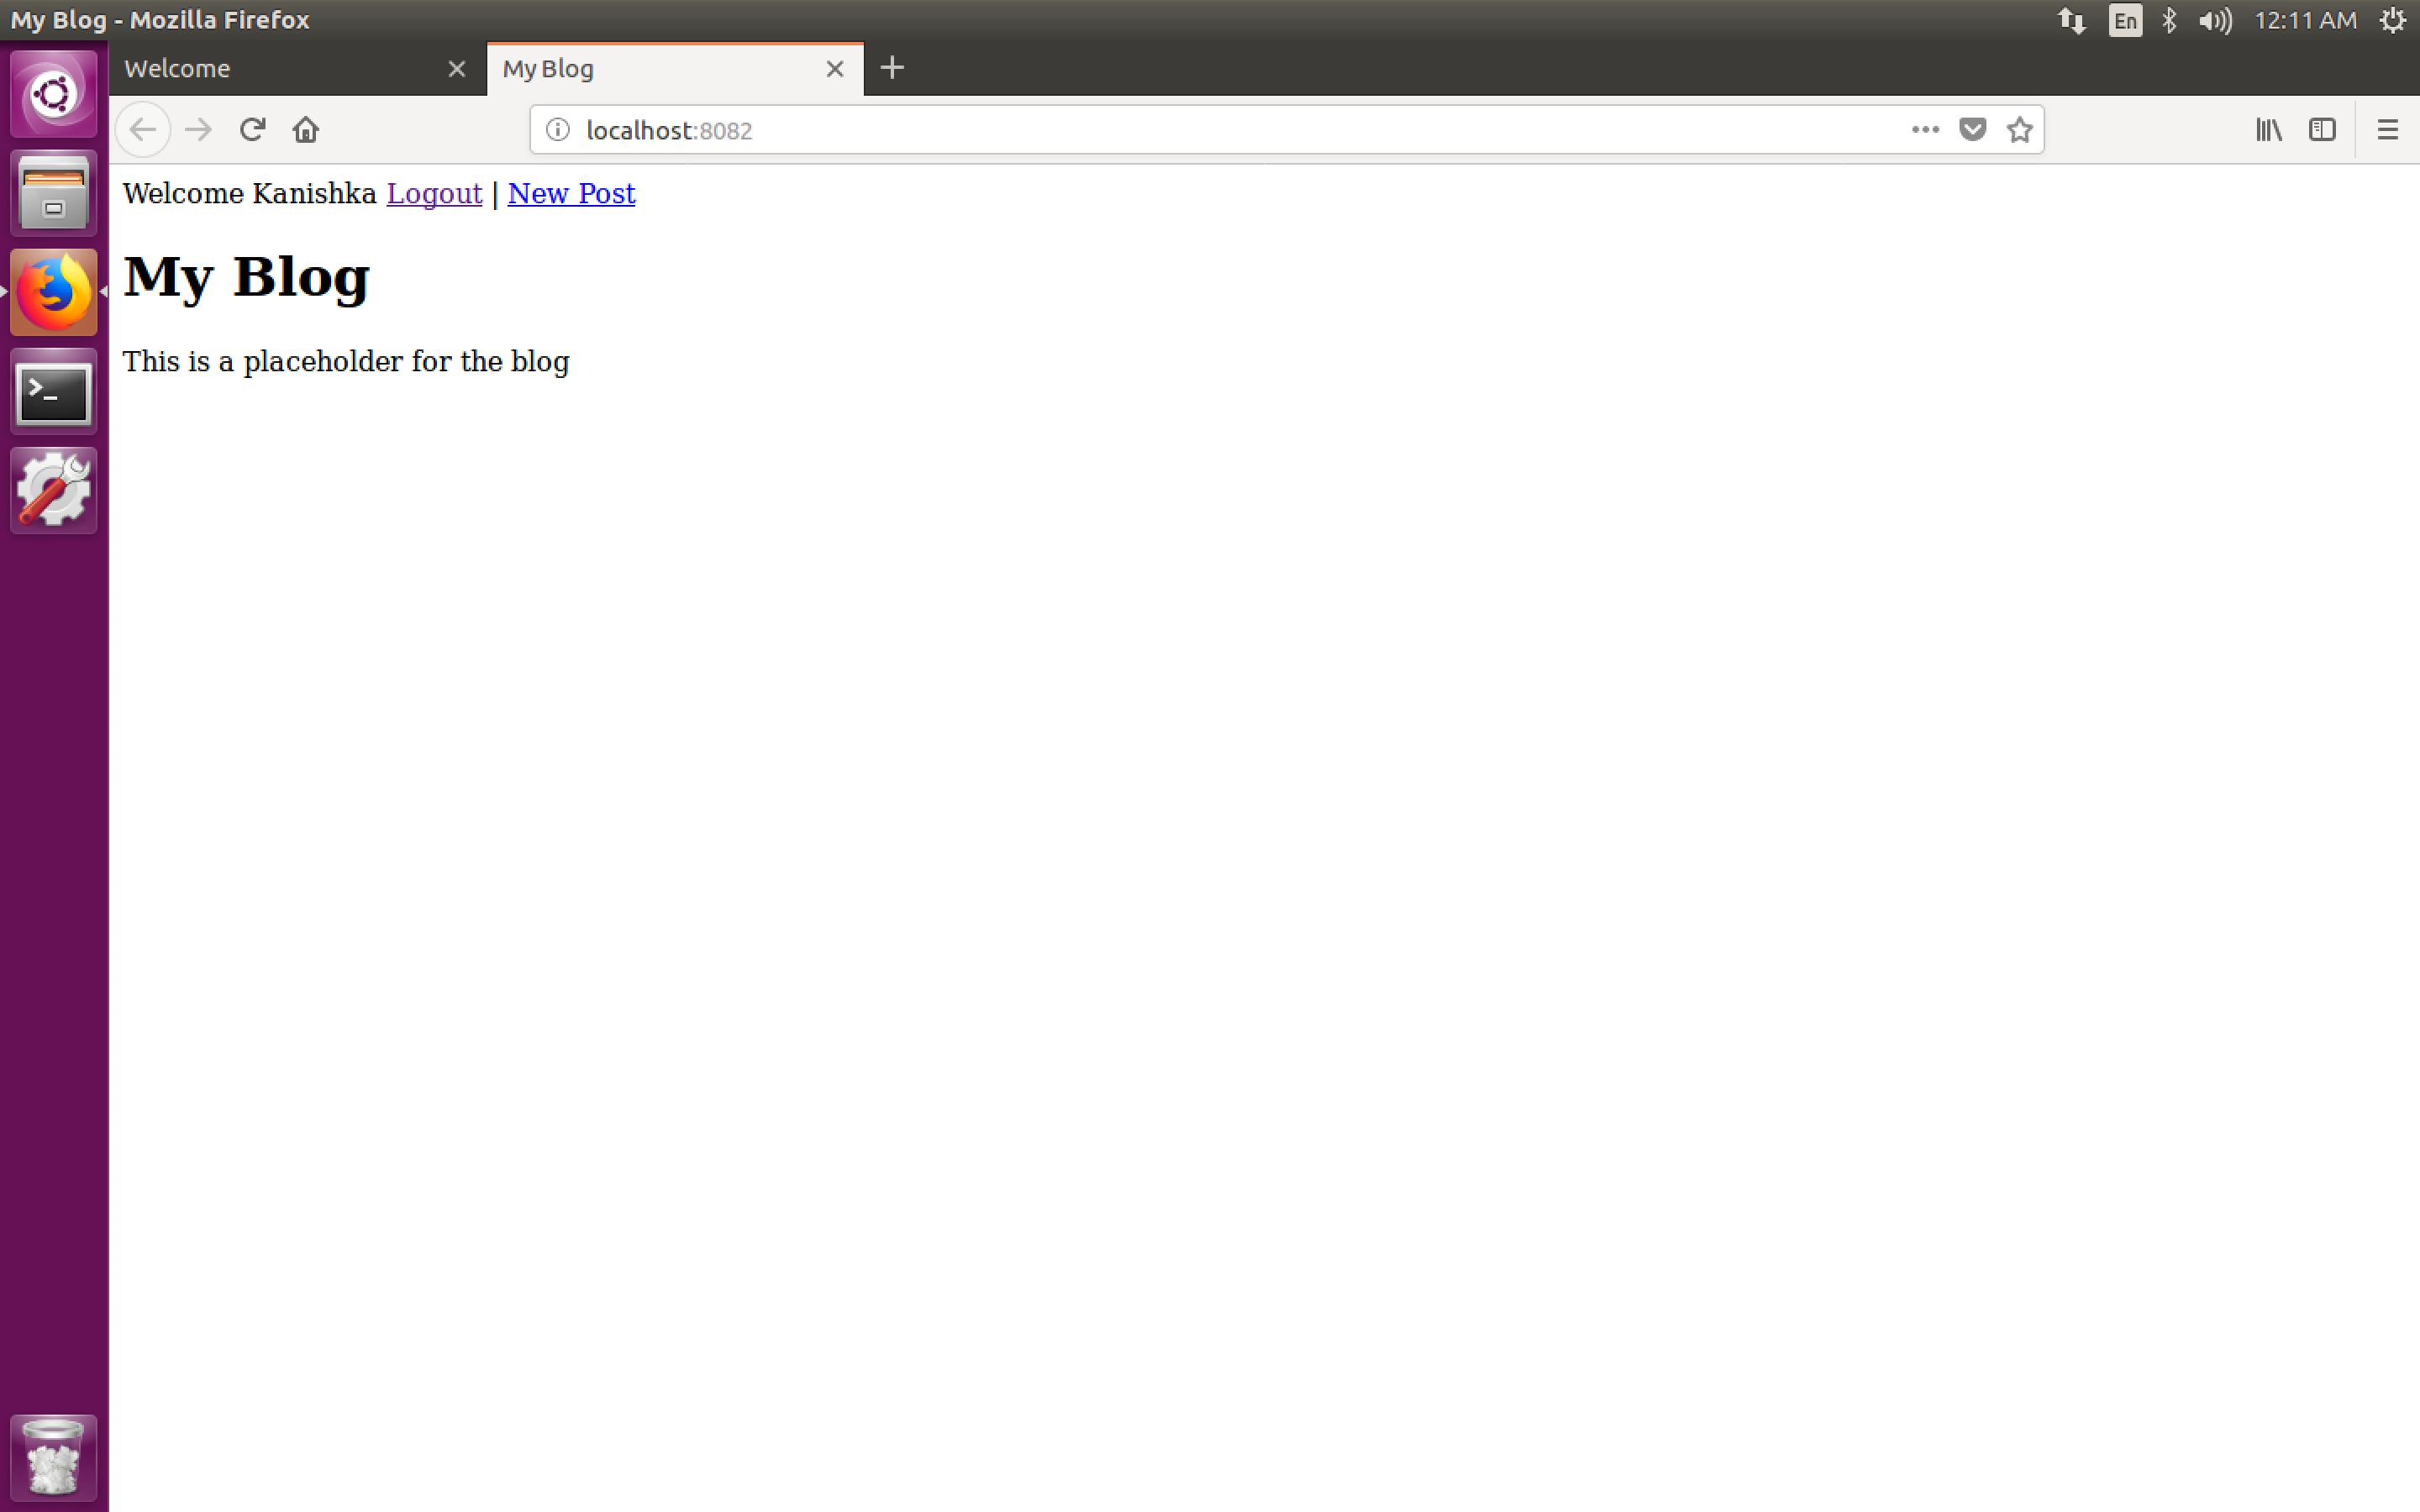 My Blog - Mozilla Firefox
En
12:11 AM
Welcome
My Blog
localhost:8082
Welcome Kanishka Logout | New Post
My Blog
This is a placeholder for the blog